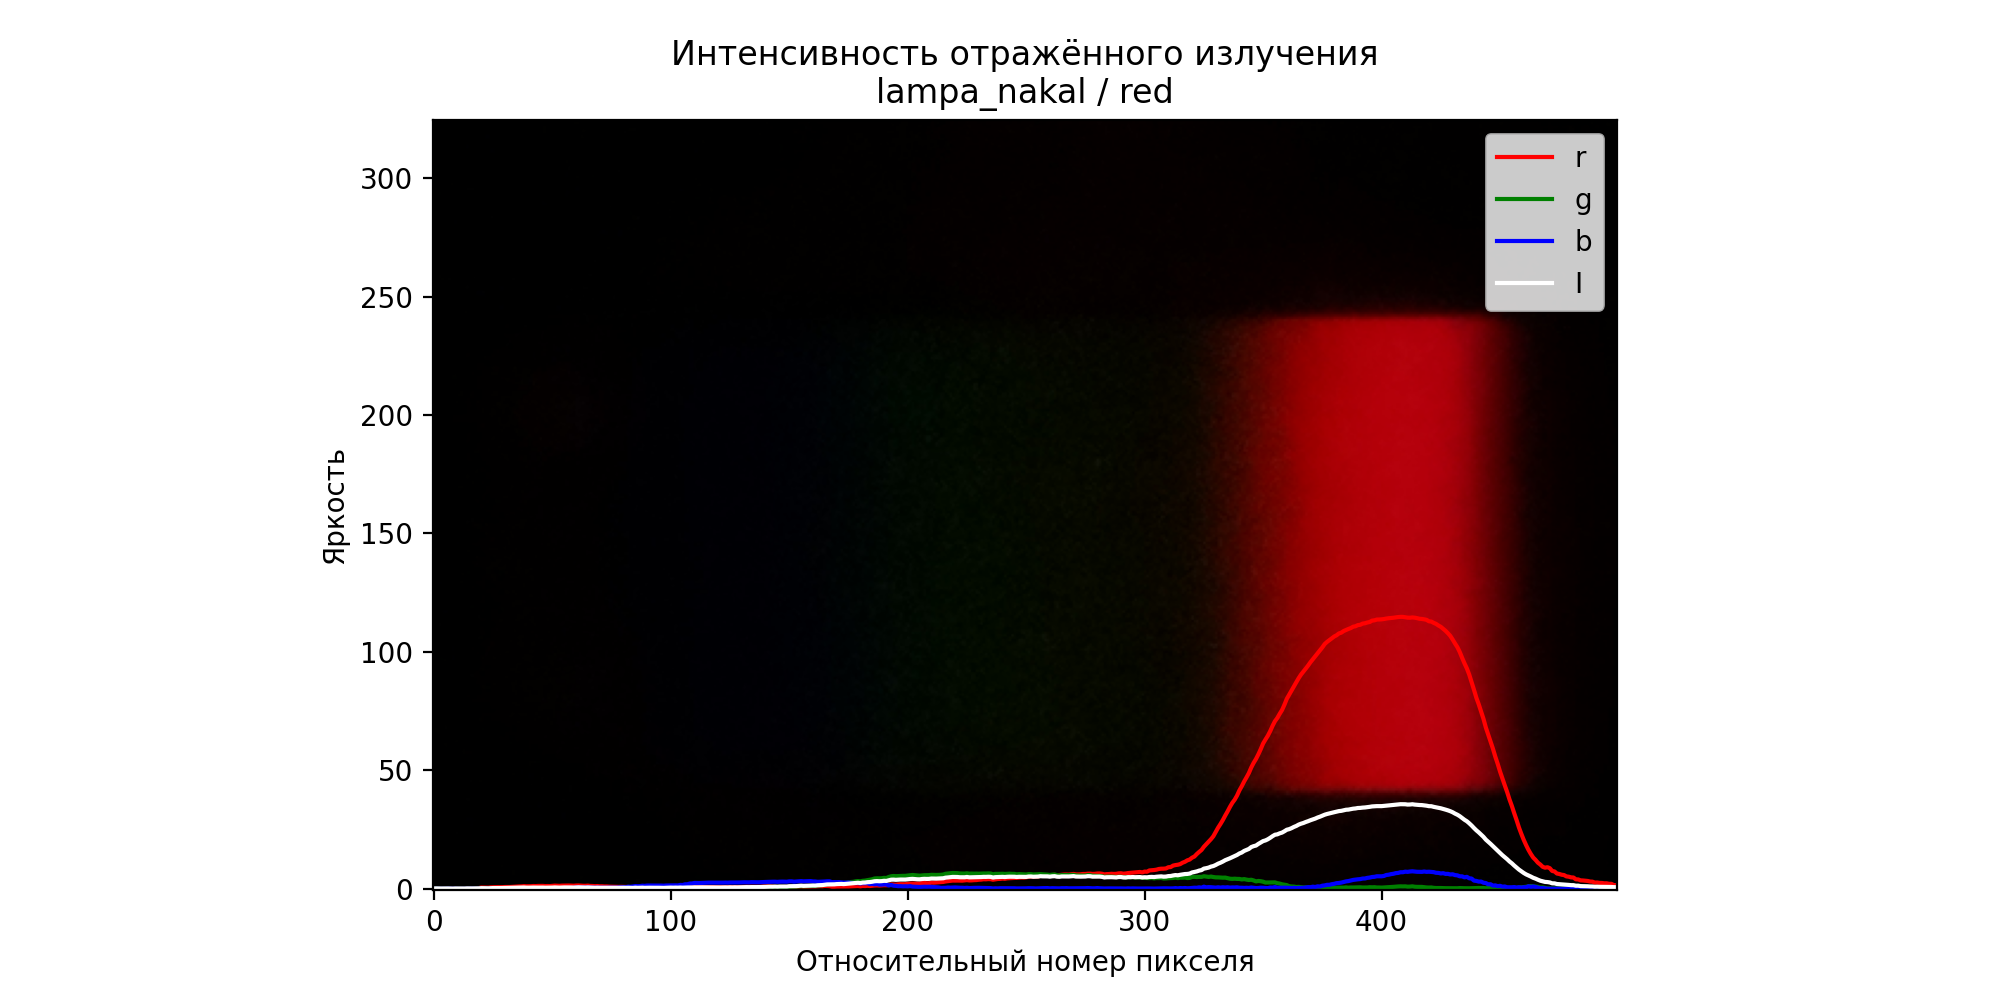 Интенсивность отражённого излучения
lampa_nakal / red
r
g
b
l
300
250
200
150
100
50
0
Яркость
0 100 200 300 400
Относительный номер пикселя